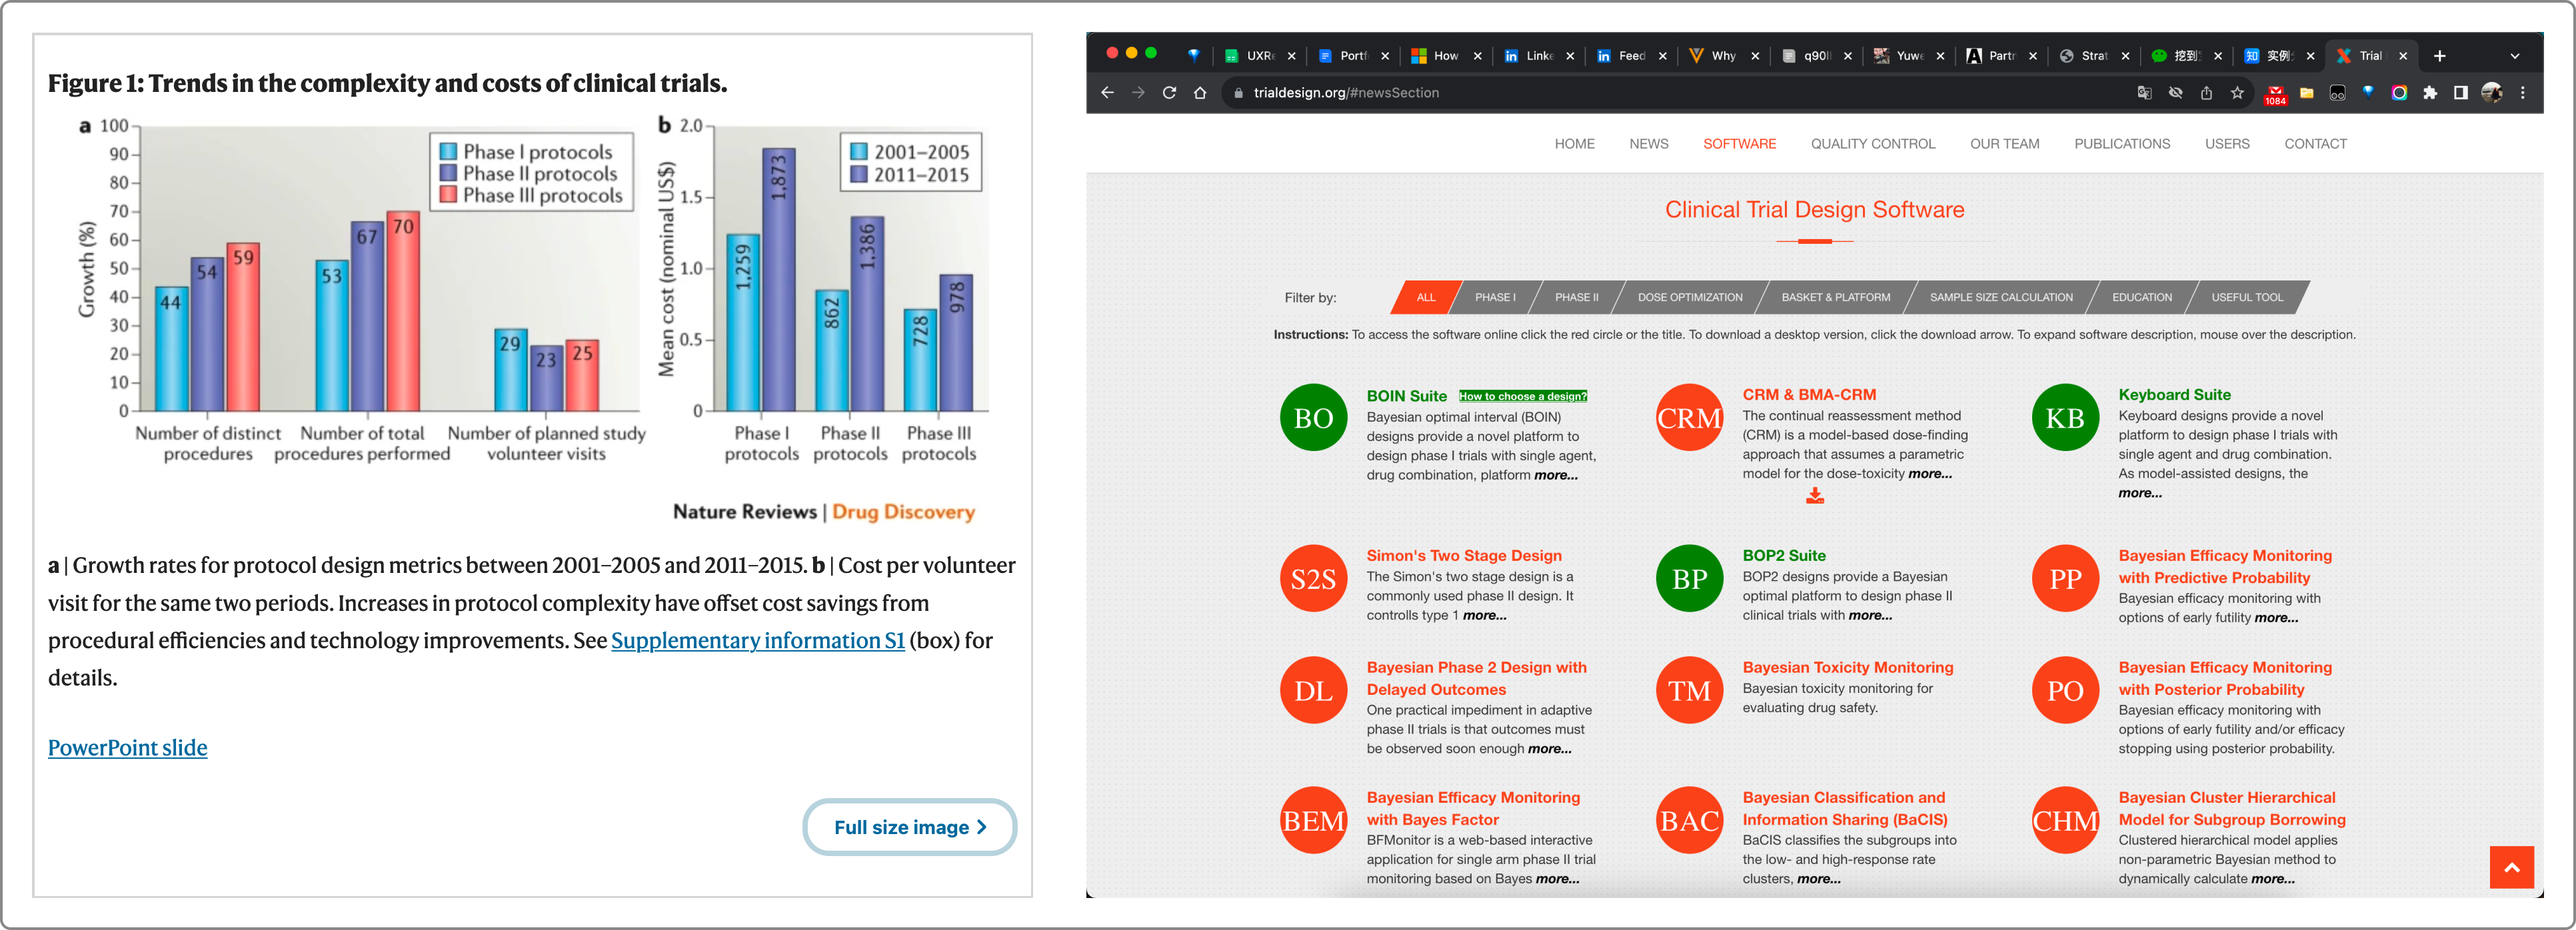 Figure 1: Trends in the complexity and costs of clinical trials.
a
100
90
80
70
60
50
40
30
20
10
0
Growth (%)
Phase I protocols
Phase II protocols
Phase III protocols
44
54
59
53
67
70
29
23
25
Number of distinct procedures
Number of total procedures performed
Number of planned study volunteer visits
b
2.0
1.5
1.0
0.5
0
Mean cost (nominal US$)
2001–2005
2011–2015
1,259
1,873
862
1,386
728
978
Phase I protocols
Phase II protocols
Phase III protocols
Nature Reviews | Drug Discovery
a | Growth rates for protocol design metrics between 2001–2005 and 2011–2015. b | Cost per volunteer
visit for the same two periods. Increases in protocol complexity have offset cost savings from
procedural efficiencies and technology improvements. See Supplementary information S1 (box) for
details.
PowerPoint slide
Full size image
UXRe
Portf
How
Linke
Feed
Why
q90l
Yuwe
Partn
Strat
挖到
知 实例
Trial
trialdesign.org/#newsSection
1084
HOME NEWS SOFTWARE QUALITY CONTROL OUR TEAM PUBLICATIONS USERS CONTACT
Clinical Trial Design Software
Filter by: ALL PHASE I PHASE II DOSE OPTIMIZATION BASKET & PLATFORM SAMPLE SIZE CALCULATION EDUCATION USEFUL TOOL
Instructions: To access the software online click the red circle or the title. To download a desktop version, click the download arrow. To expand software description, mouse over the description.
BO
BOIN Suite How to choose a design?
Bayesian optimal interval (BOIN)
designs provide a novel platform to
design phase I trials with single agent,
drug combination, platform more...
CRM
CRM & BMA-CRM
The continual reassessment method
(CRM) is a model-based dose-finding
approach that assumes a parametric
model for the dose-toxicity more...
KB
Keyboard Suite
Keyboard designs provide a novel
platform to design phase I trials with
single agent and drug combination.
As model-assisted designs, the
more...
S2S
Simon's Two Stage Design
The Simon's two stage design is a
commonly used phase II design. It
controlls type 1 more...
BP
BOP2 Suite
BOP2 designs provide a Bayesian
optimal platform to design phase II
clinical trials with more...
PP
Bayesian Efficacy Monitoring
with Predictive Probability
Bayesian efficacy monitoring with
options of early futility more...
DL
Bayesian Phase 2 Design with
Delayed Outcomes
One practical impediment in adaptive
phase II trials is that outcomes must
be observed soon enough more...
TM
Bayesian Toxicity Monitoring
Bayesian toxicity monitoring for
evaluating drug safety.
PO
Bayesian Efficacy Monitoring
with Posterior Probability
Bayesian efficacy monitoring with
options of early futility and/or efficacy
stopping using posterior probability.
BEM
Bayesian Efficacy Monitoring
with Bayes Factor
BFMonitor is a web-based interactive
application for single arm phase II trial
monitoring based on Bayes more...
BAC
Bayesian Classification and
Information Sharing (BaCIS)
BaCIS classifies the subgroups into
the low- and high-response rate
clusters, more...
CHM
Bayesian Cluster Hierarchical
Model for Subgroup Borrowing
Clustered hierarchical model applies
non-parametric Bayesian method to
dynamically calculate more...